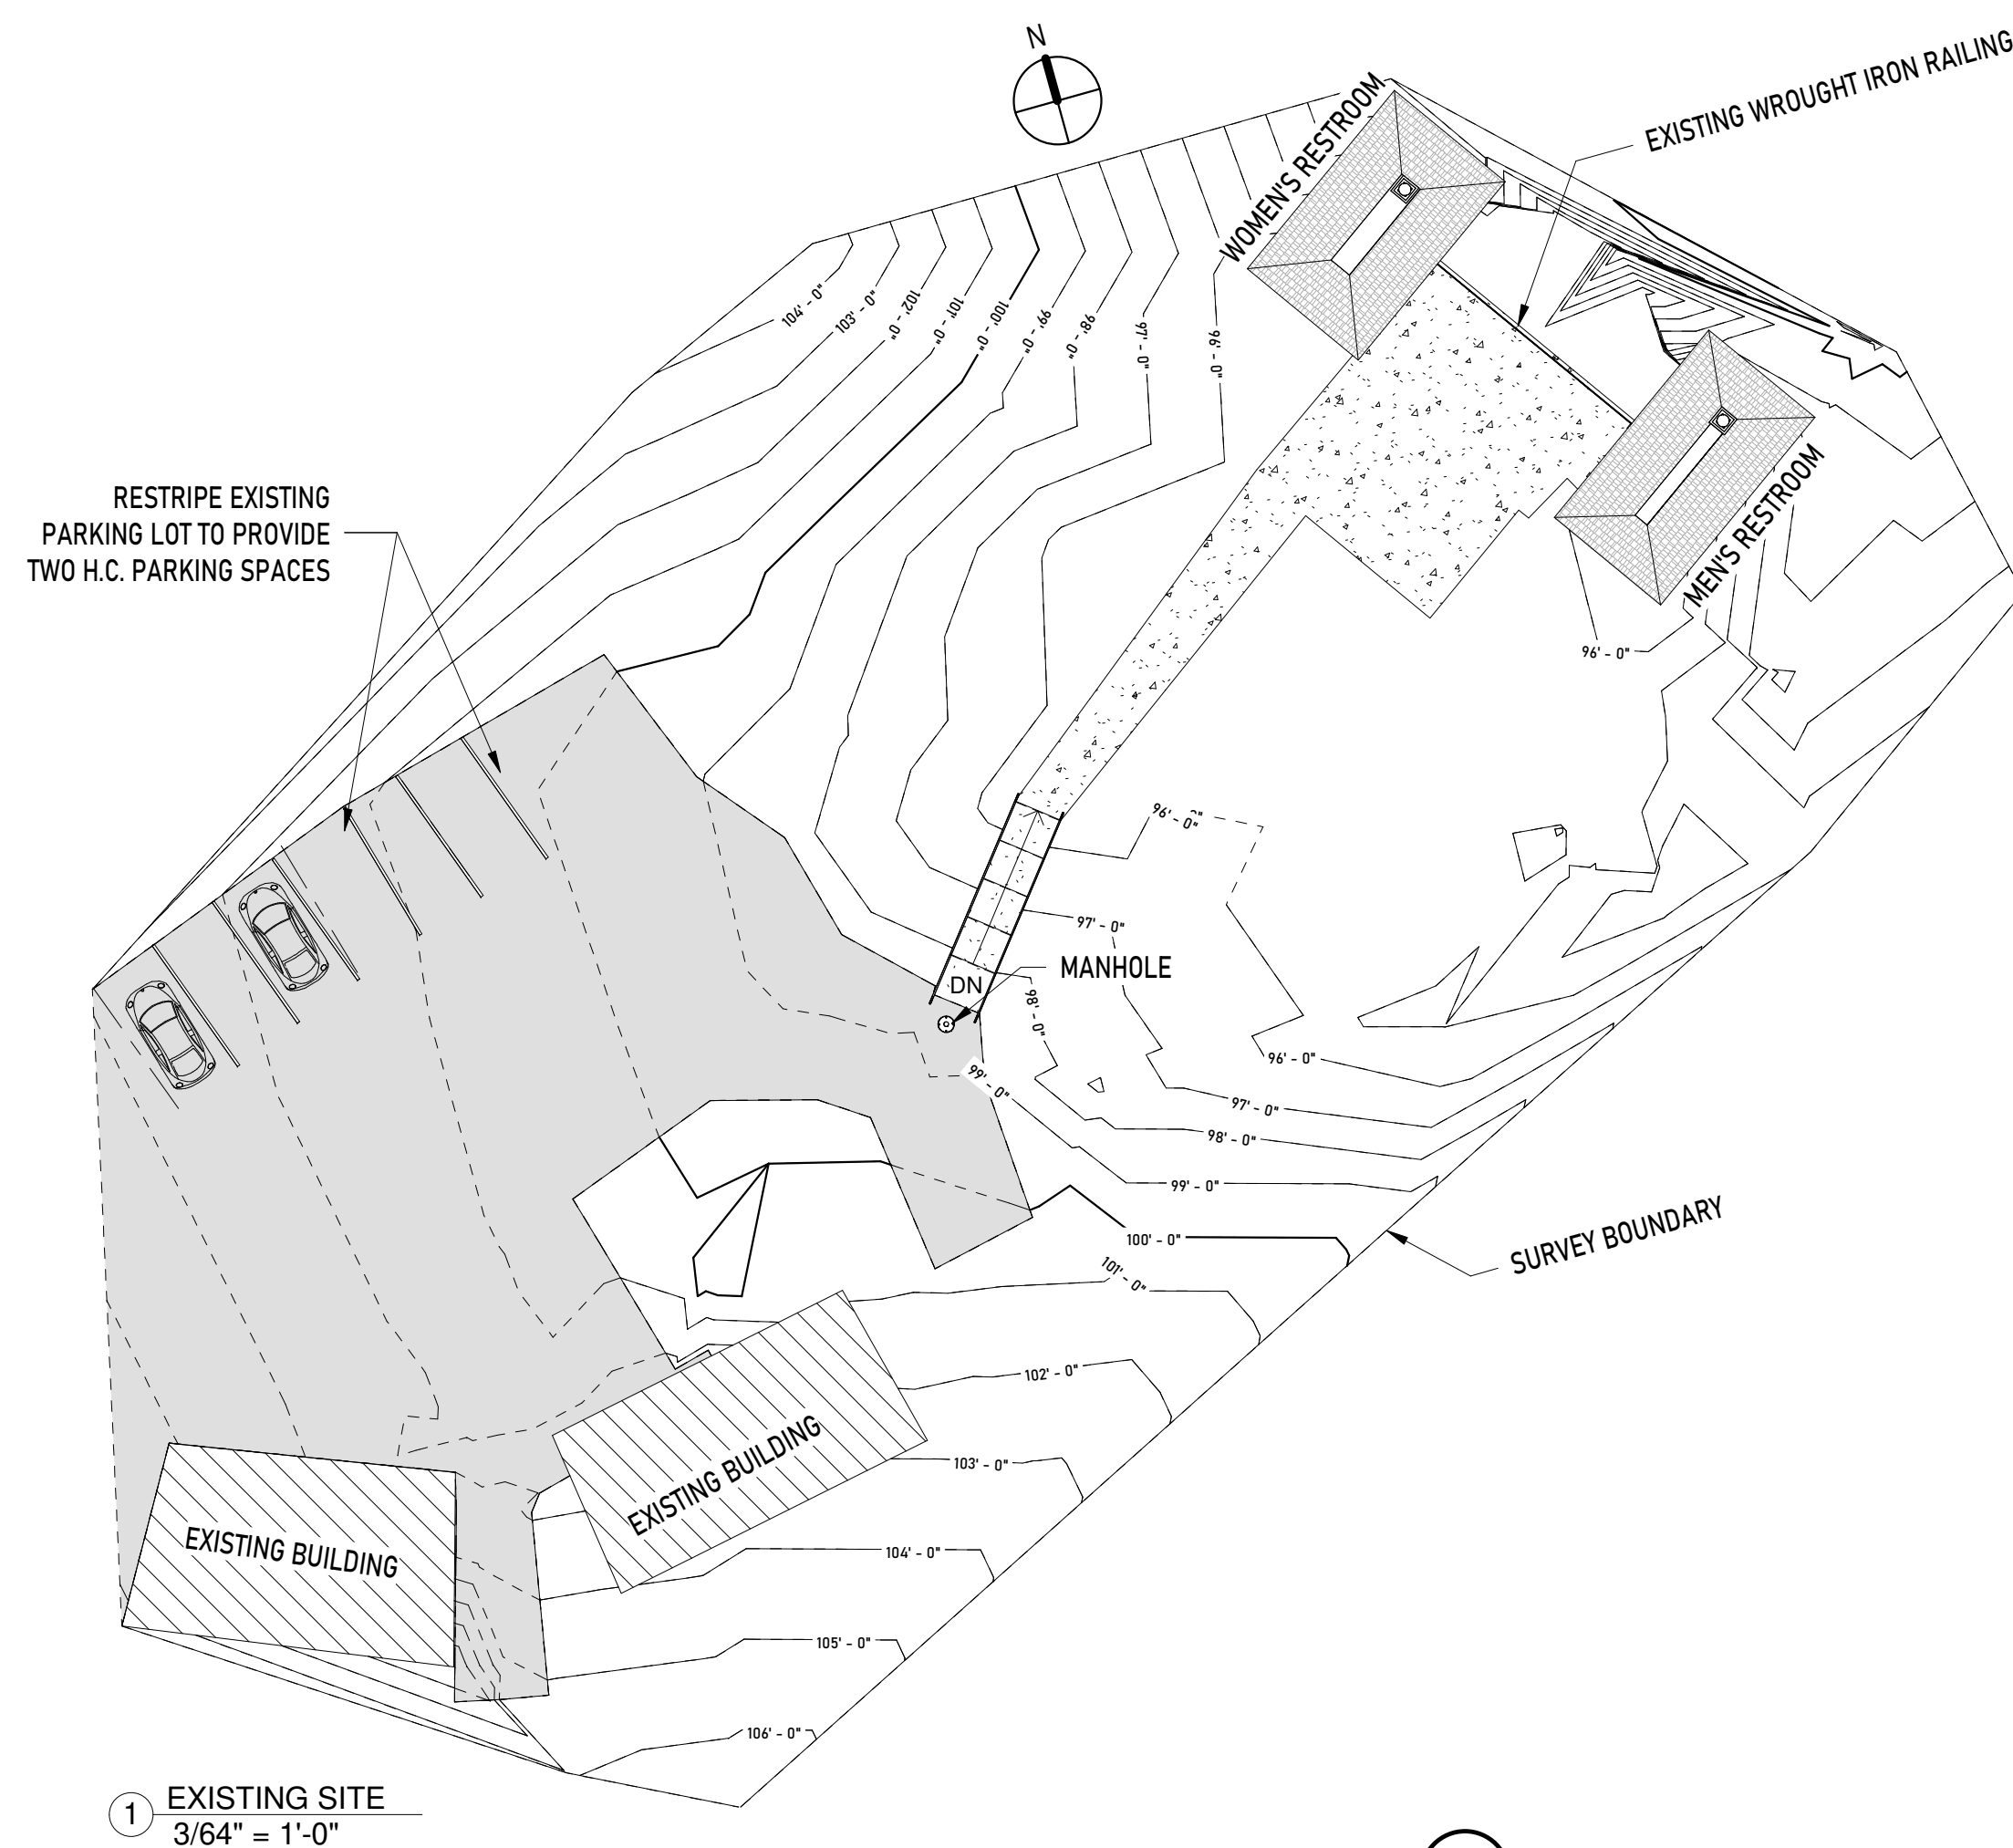 N
EXISTING WROUGHT IRON RAILING
WOMEN'S RESTROOM
104' - 0"
103' - 0"
102' - 0"
101' - 0"
100' - 0"
99' - 0"
98' - 0"
97' - 0"
96' - 0"
RESTRIPE EXISTING
PARKING LOT TO PROVIDE
TWO H.C. PARKING SPACES
MEN'S RESTROOM
96' - 0"
96' - 0"
97' - 0"
MANHOLE
DN
98' - 0"
96' - 0"
99' - 0"
97' - 0"
98' - 0"
99' - 0"
SURVEY BOUNDARY
100' - 0"
101' - 0"
102' - 0"
103' - 0"
EXISTING BUILDING
EXISTING BUILDING
104' - 0"
105' - 0"
106' - 0"
1
EXISTING SITE
3/64" = 1'-0"